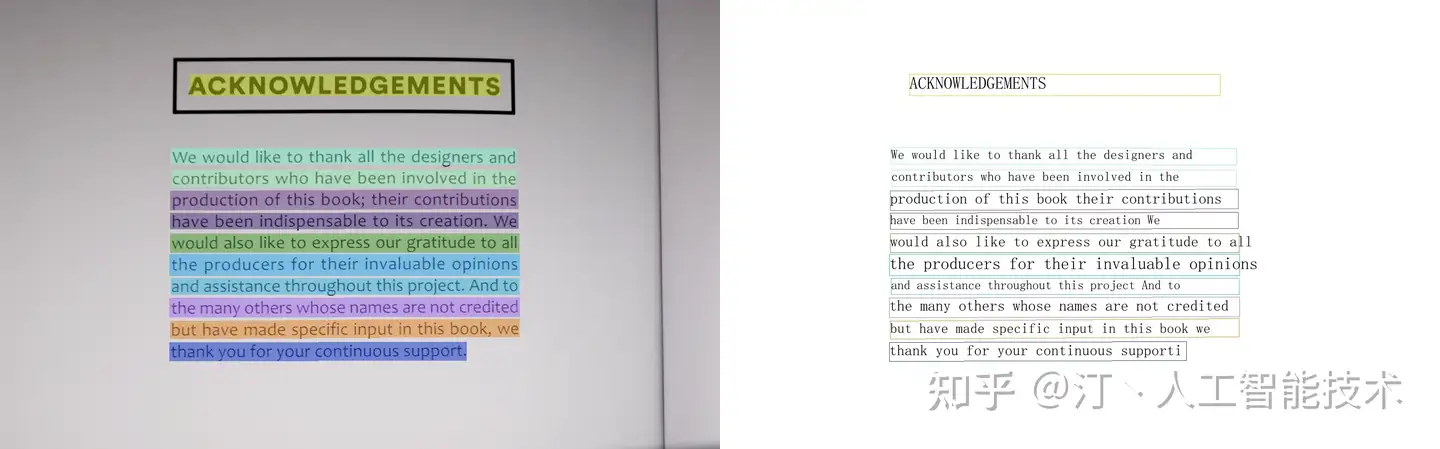 ACKNOWLEDGEMENTS
We would like to thank all the designers and
contributors who have been involved in the
production of this book; their contributions
have been indispensable to its creation. We
would also like to express our gratitude to all
the producers for their invaluable opinions
and assistance throughout this project. And to
the many others whose names are not credited
but have made specific input in this book, we
thank you for your continuous support.
ACKNOWLEDGEMENTS
We would like to thank all the designers and
contributors who have been involved in the
production of this book their contributions
have been indispensable to its creation We
would also like to express our gratitude to all
the producers for their invaluable opinions
and assistance throughout this project And to
the many others whose names are not credited
but have made specific input in this book we
thank you for your continuous supporti
知乎 @汀丶人工智能技术